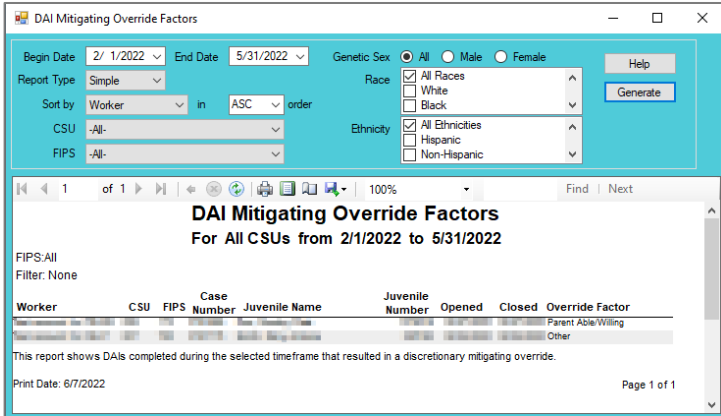 DAI Mitigating Override Factors
Begin Date 2/ 1/2022 End Date 5/31/2022 Genetic Sex All Male Female Help
Report Type Simple Race All Races
White
Black
Generate
Sort by Worker in ASC order
CSU -All- Ethnicity All Ethnicities
Hispanic
FIPS -All- Non-Hispanic
1 of 1 100% Find | Next
DAI Mitigating Override Factors
For All CSUs from 2/1/2022 to 5/31/2022
FIPS:All
Filter: None
Worker CSU FIPS Case Number Juvenile Name Juvenile Number Opened Closed Override Factor
Parent Able/Willing
Other
This report shows DAIs completed during the selected timeframe that resulted in a discretionary mitigating override.
Print Date: 6/7/2022 Page 1 of 1